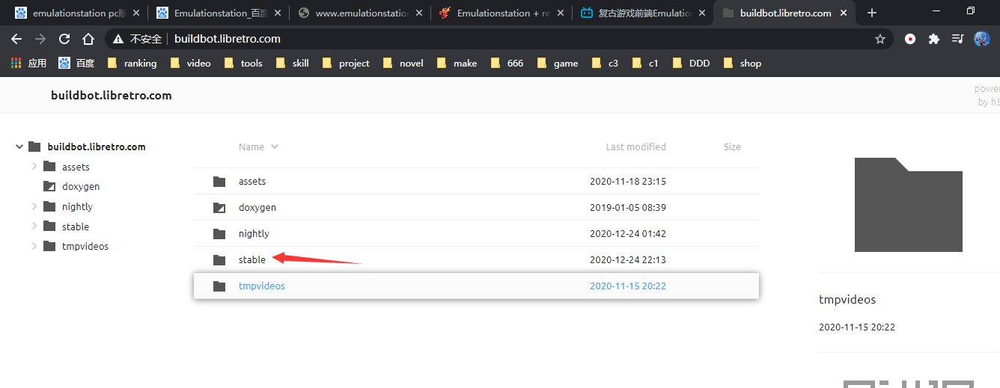 emulationstation pc版
Emulationstation_百度
www.emulationstation
Emulationstation + re
复古游戏前端Emulation
buildbot.libretro.com
不安全 buildbot.libretro.com
应用 百度 ranking video tools skill project novel make 666 game c3 c1 DDD shop
buildbot.libretro.com
power
by h5
buildbot.libretro.com
assets
doxygen
nightly
stable
tmpvideos
Name Last modified Size
assets 2020-11-18 23:15
doxygen 2019-01-05 08:39
nightly 2020-12-24 01:42
stable 2020-12-24 22:13
tmpvideos 2020-11-15 20:22
tmpvideos
2020-11-15 20:22